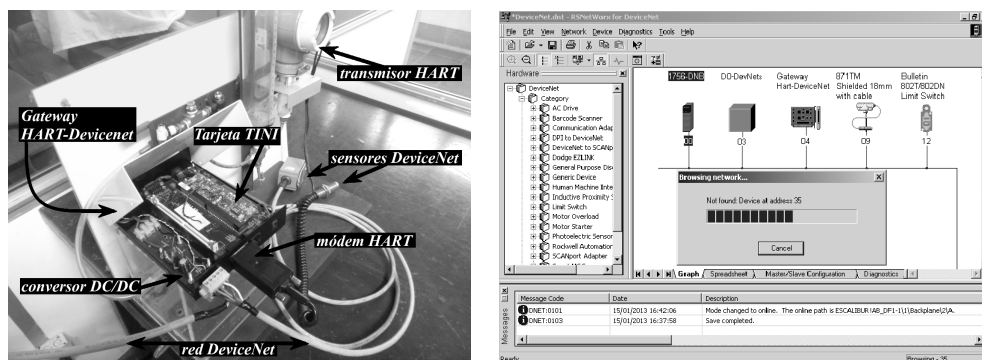 transmisor HART
Gateway
HART-Devicenet
Tarjeta TINI
sensores DeviceNet
módem HART
conversor DC/DC
red DeviceNet
*DeviceNet.dnt - RSNetWorx for DeviceNet
File Edit View Network Device Diagnostics Tools Help
Hardware
DeviceNet
Category
AC Drive
Barcode Scanner
Communication Adap
DPI to DeviceNet
DeviceNet to SCANpo
Dodge EZLINK
General Purpose Dis
Generic Device
Human Machine Inte
Inductive Proximity S
Limit Switch
Motor Overload
Motor Starter
Photoelectric Sensor
Rockwell Automation
SCANport Adapter
1756-DNB
DO-DevNets
Gateway
Hart-DeviceNet
871TM
Shielded 18mm
with cable
Bulletin
802T/802DN
Limit Switch
00
03
04
09
12
Browsing network...
Not found: Device at address 35
Cancel
Graph Spreadsheet Master/Slave Configuration Diagnostics
Messages
Message Code Date Description
DNET:0101 15/01/2013 16:42:06 Mode changed to online. The online path is ESCALIBUR!AB_DF1-1\1\Backplane\2\A.
DNET:0103 15/01/2013 16:37:58 Save completed.
Ready
Browsing - 35